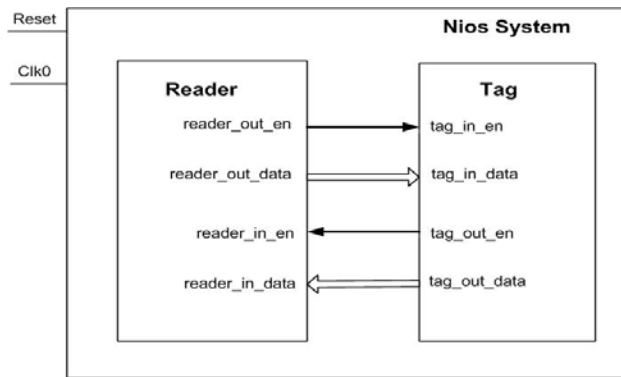 Reset
Nios System
Clk0
Reader
Tag
reader_out_en
tag_in_en
reader_out_data
tag_in_data
reader_in_en
tag_out_en
reader_in_data
tag_out_data